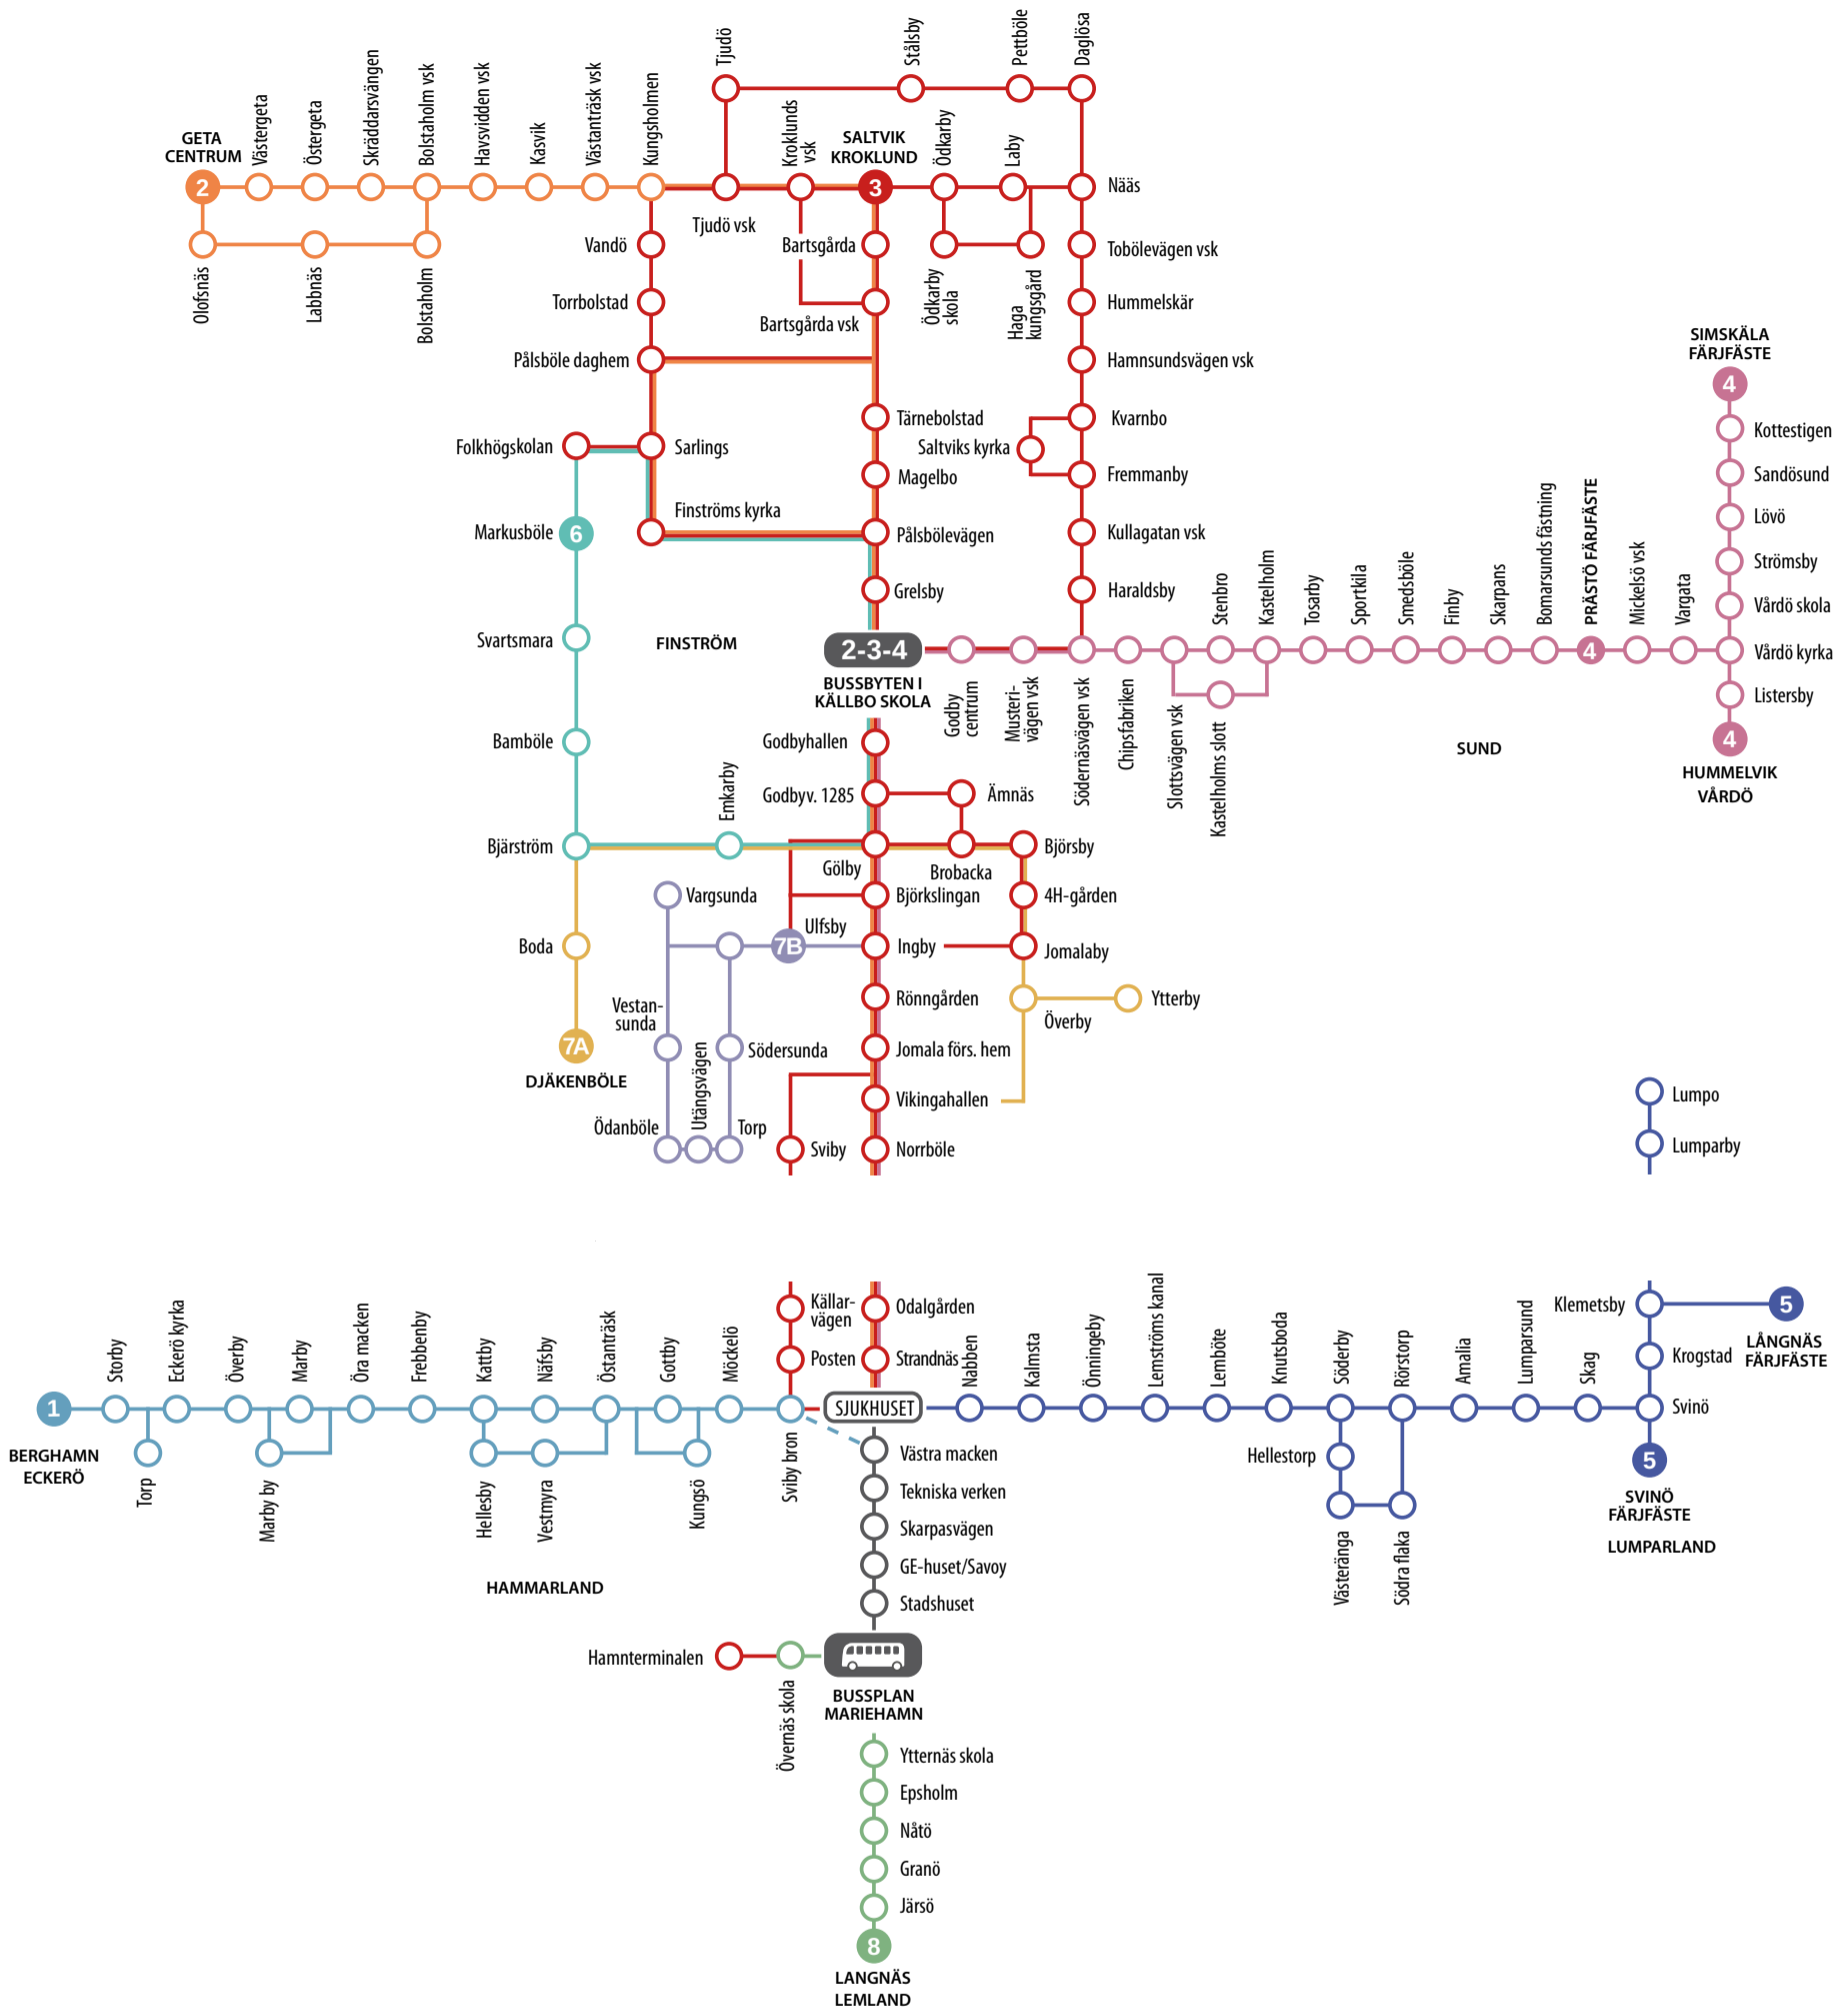 Tjudö
Stålsby
Pettböle
Daglösa
GETA
CENTRUM
Västergeta
Östergeta
Skräddarsvängen
Bolstaholm vsk
Havsvidden vsk
Kasvik
Västanträsk vsk
Kungsholmen
Kroklunds
vsk
SALTVIK
KROKLUND
Ödkarby
Laby
2
3
Nääs
Tjudö vsk
Olofsnäs
Labbnäs
Bolstaholm
Vandö
Bartsgårda
Ödkarby
skola
Haga
kungsgård
Tobölevägen vsk
Torrbolstad
Bartsgårda vsk
Hummelskär
Pålsböle daghem
Hamnsundsvägen vsk
SIMSKÄLA
FÄRJFÄSTE
4
Tärnebolstad
Kvarnbo
Kottestigen
Folkhögskolan
Sarlings
Saltviks kyrka
Magelbo
Fremmanby
Sandösund
Finströms kyrka
Lövö
Markusböle
6
Pålsbölevägen
Kullagatan vsk
Strömsby
Grelsby
Haraldsby
Vårdö skola
Stenbro
Kastelholm
Tosarby
Sportkila
Smedsböle
Finby
Skarpans
Bomarsunds fästning
PRÄSTÖ FÄRJFÄSTE
Mickelsö vsk
Vargata
Svartsmara
FINSTRÖM
2-3-4
4
Vårdö kyrka
BUSSBYTEN I
KÄLLBO SKOLA
Godby
centrum
Musteri-
vägen vsk
Södernäsvägen vsk
Chipsfabriken
Slottsvägen vsk
Kastelholms slott
Listersby
4
HUMMELVIK
VÅRDÖ
SUND
Bamböle
Godbyhallen
Emkarby
Godbyv. 1285
Ämnäs
Bjärström
Gölby
Brobacka
Björsby
Vargsunda
Björkslingan
4H-gården
Boda
Ulfsby
7B
Ingby
Jomalaby
Vestan-
sunda
Rönngården
Ytterby
Överby
7A
DJÄKENBÖLE
Utängsvägen
Södersunda
Jomala förs. hem
Vikingahallen
Lumpo
Ödanböle
Torp
Sviby
Norrböle
Lumparby
Källar-
vägen
Odalgården
Klemetsby
5
LÅNGNÄS
FÄRJFÄSTE
Posten
Strandnäs
Krogstad
1
BERGHAMN
ECKERÖ
Storby
Eckerö kyrka
Överby
Marby
Öra macken
Frebbenby
Kattby
Näfsby
Östanträsk
Gottby
Möckelö
SJUKHUSET
Nabben
Kalmsta
Önningeby
Lemströms kanal
Lemböte
Knutsboda
Söderby
Rörstorp
Amalia
Lumparsund
Skag
Svinö
Torp
Marby by
Hellesby
Vestmyra
Kungsö
Sviby bron
Västra macken
Hellestorp
5
SVINÖ
FÄRJFÄSTE
LUMPARLAND
Tekniska verken
Skarpasvägen
Västeränga
Södra flaka
GE-huset/Savoy
HAMMARLAND
Stadshuset
Hamnterminalen
Övernäs skola
BUSSPLAN
MARIEHAMN
Ytternäs skola
Epsholm
Nåtö
Granö
Järsö
8
LANGNÄS
LEMLAND